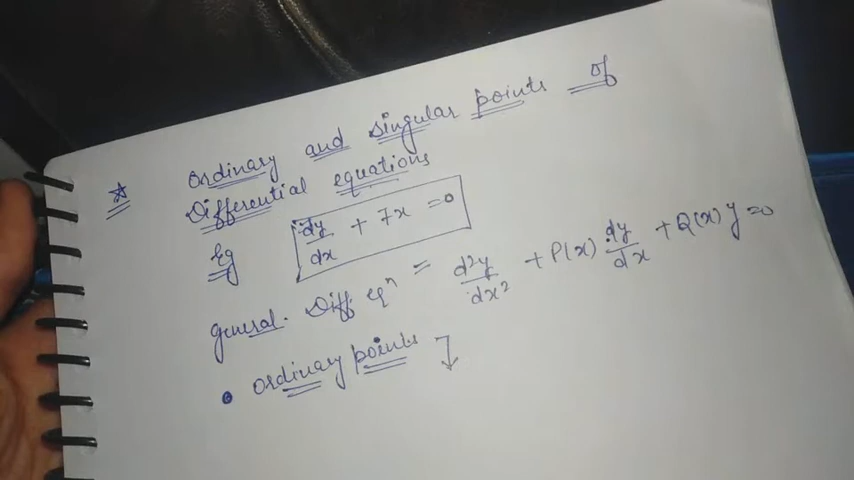 ☆ Ordinary and singular points of
Differential equations
Eg dy/dx + 7x = 0
general. Diff eqⁿ = d²y/dx² + P(x) dy/dx + Q(x) y = 0
• ordinary points ↓